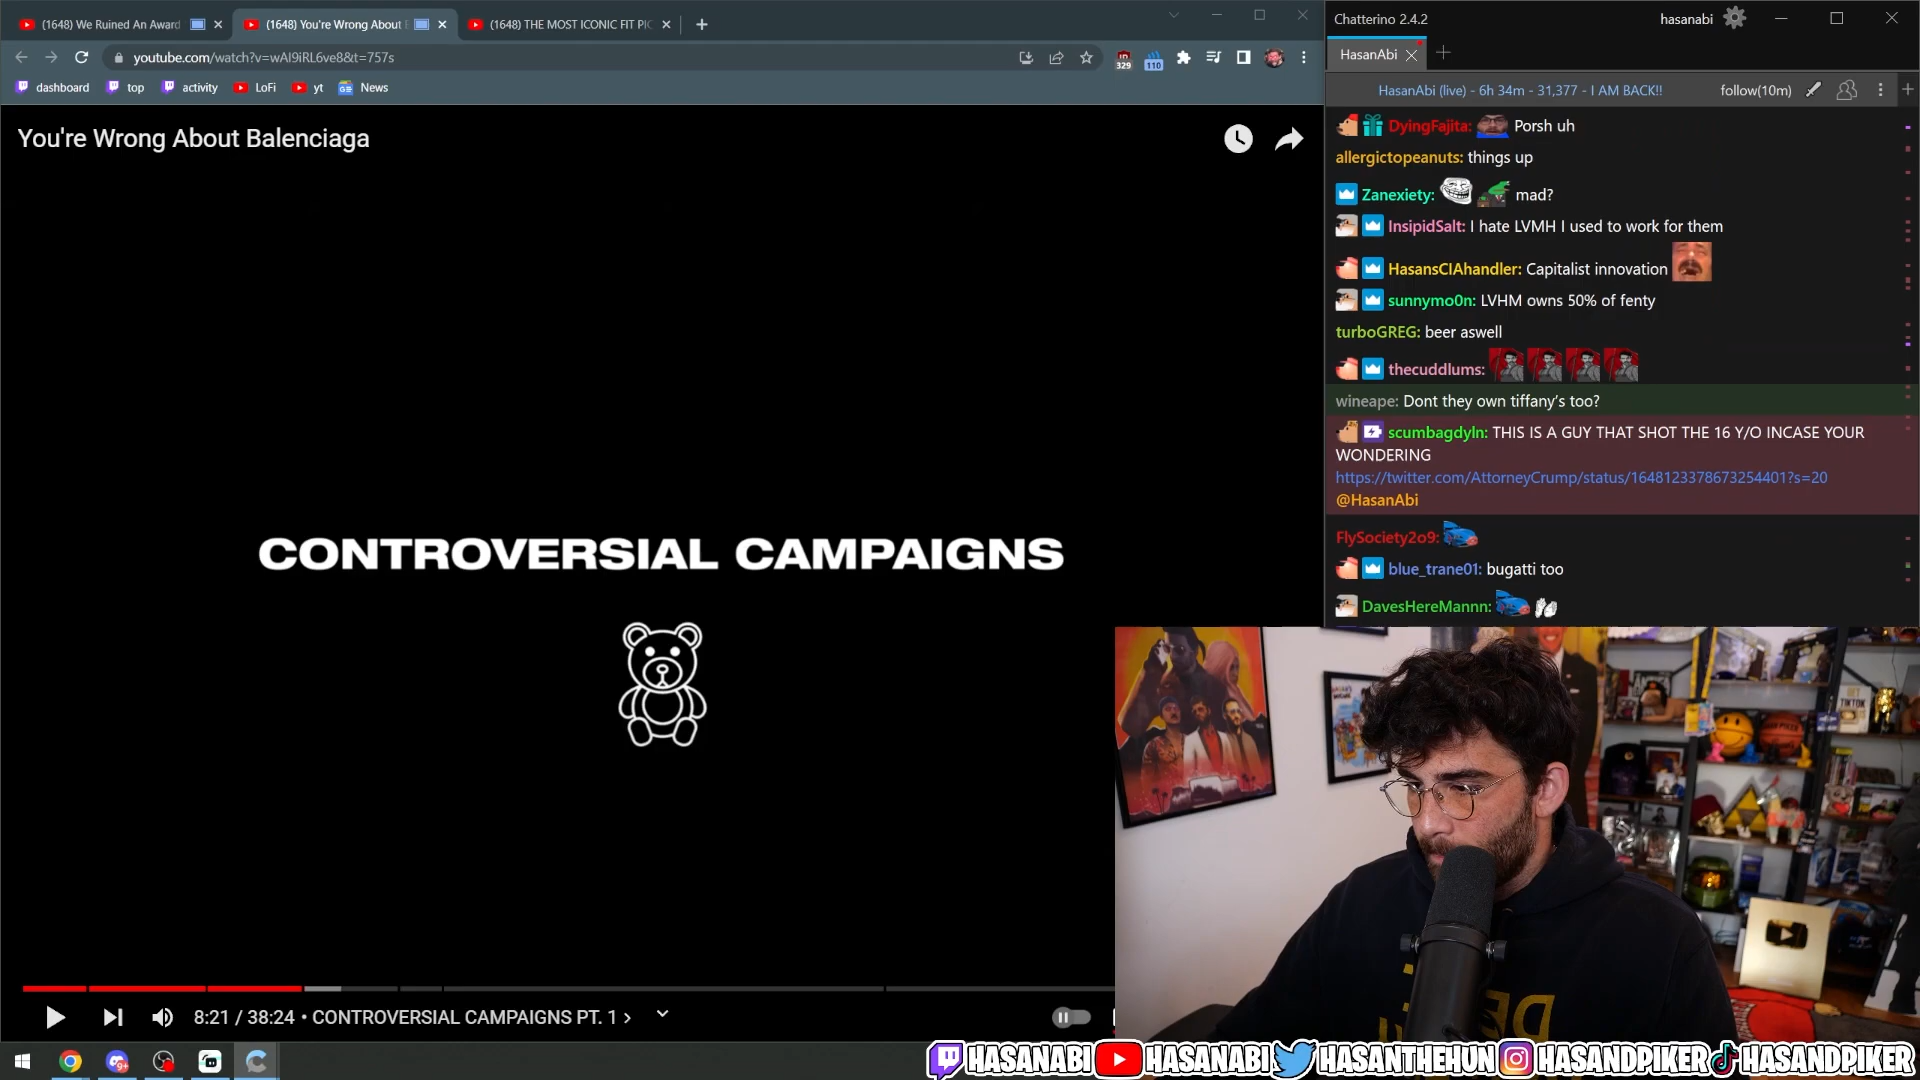 (1648) We Ruined An Award
(1648) You're Wrong About B
(1648) THE MOST ICONIC FIT PIC
youtube.com/watch?v=wAI9iRL6ve8&t=757s
329
110
dashboard
top
activity
LoFi
yt
News
You're Wrong About Balenciaga
CONTROVERSIAL CAMPAIGNS
8:21 / 38:24 • CONTROVERSIAL CAMPAIGNS PT. 1
Chatterino 2.4.2
hasanabi
HasanAbi
HasanAbi (live) - 6h 34m - 31,377 - I AM BACK!!
follow(10m)
DyingFajita: Porsh uh
allergictopeanuts: things up
Zanexiety: mad?
InsipidSalt: I hate LVMH I used to work for them
HasansCIAhandler: Capitalist innovation
sunnymo0n: LVHM owns 50% of fenty
turboGREG: beer aswell
thecuddlums:
wineape: Dont they own tiffany's too?
scumbagdyln: THIS IS A GUY THAT SHOT THE 16 Y/O INCASE YOUR
WONDERING
https://twitter.com/AttorneyCrump/status/1648123378673254401?s=20
@HasanAbi
FlySociety2o9:
blue_trane01: bugatti too
DavesHereMannn:
HASANABI
HASANABI
HASANTHEHUN
HASANDPIKER
HASANDPIKER